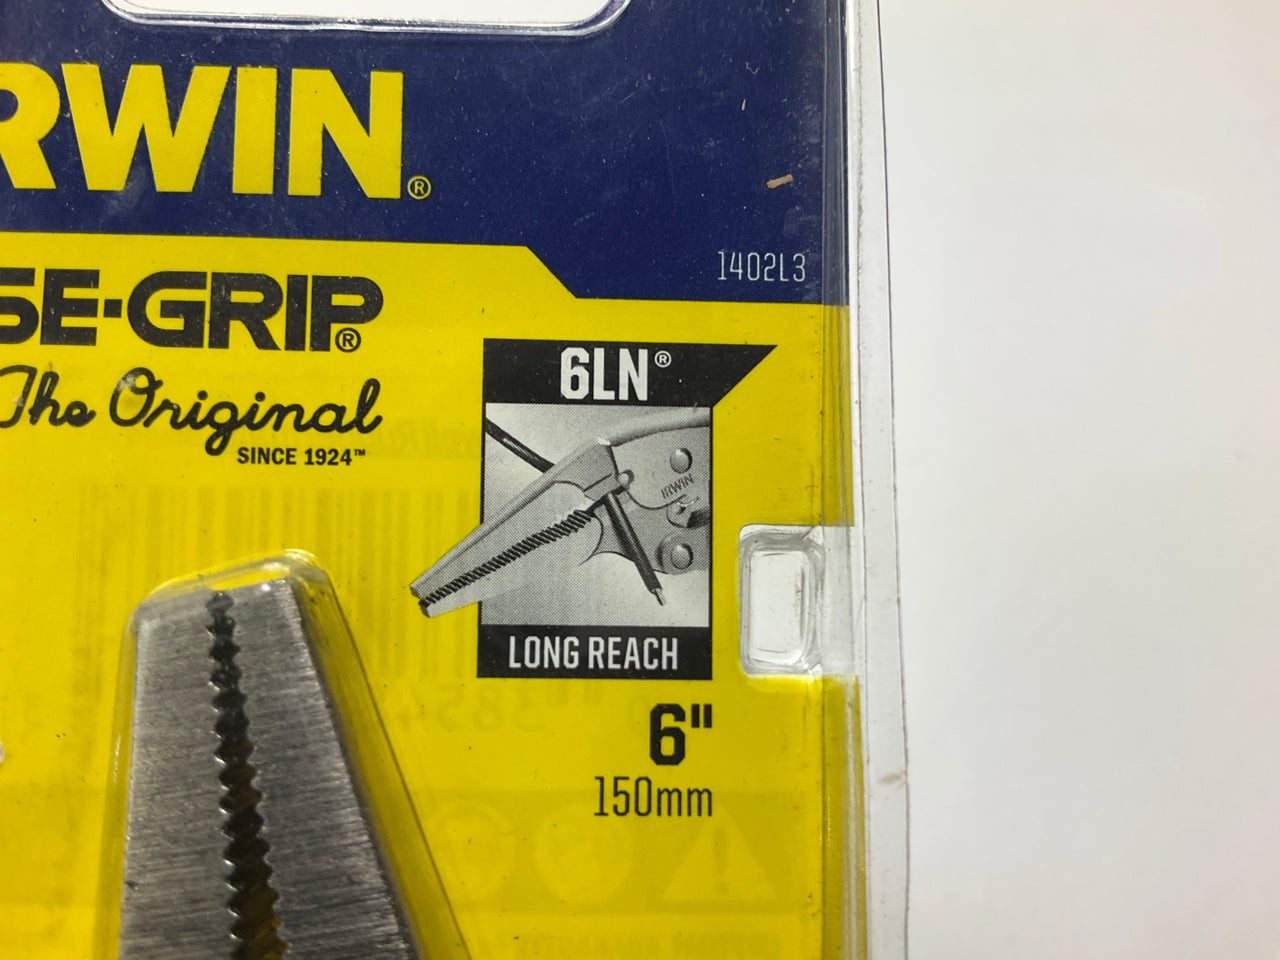 RWIN®
1402L3
SE-GRIP®
The Original
SINCE 1924™
6LN®
IRWIN
LONG REACH
6"
150mm